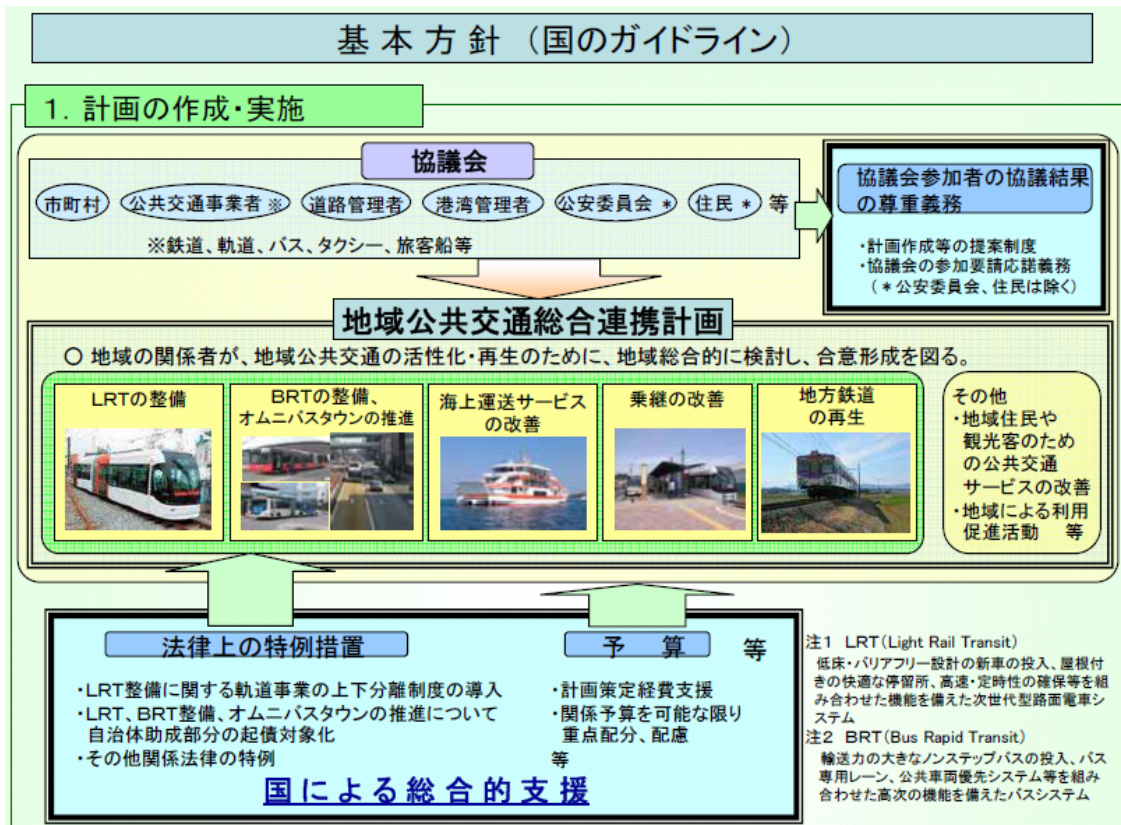 基本方針（国のガイドライン）
１．計画の作成・実施
協議会
市町村
公共交通事業者※
道路管理者
港湾管理者
公安委員会＊
住民＊
等
※鉄道、軌道、バス、タクシー、旅客船等
協議会参加者の協議結果
の尊重義務
・計画作成等の提案制度
・協議会の参加要請応諾義務
（＊公安委員会、住民は除く）
地域公共交通総合連携計画
○ 地域の関係者が、地域公共交通の活性化・再生のために、地域総合的に検討し、合意形成を図る。
LRTの整備
BRTの整備、
オムニバスタウンの推進
海上運送サービス
の改善
乗継の改善
地方鉄道
の再生
その他
・地域住民や
観光客のため
の公共交通
サービスの改善
・地域による利用
促進活動　等
法律上の特例措置
・LRT整備に関する軌道事業の上下分離制度の導入
・LRT、BRT整備、オムニバスタウンの推進について
自治体助成部分の起債対象化
・その他関係法律の特例
予　算
等
・計画策定経費支援
・関係予算を可能な限り
重点配分、配慮
等
国による総合的支援
注１　LRT（Light Rail Transit）
低床・バリアフリー設計の新車の投入、屋根付
きの快適な停留所、高速・定時性の確保等を組
み合わせた機能を備えた次世代型路面電車シ
ステム
注２　BRT（Bus Rapid Transit）
輸送力の大きなノンステップバスの投入、バス
専用レーン、公共車両優先システム等を組み
合わせた高次の機能を備えたバスシステム